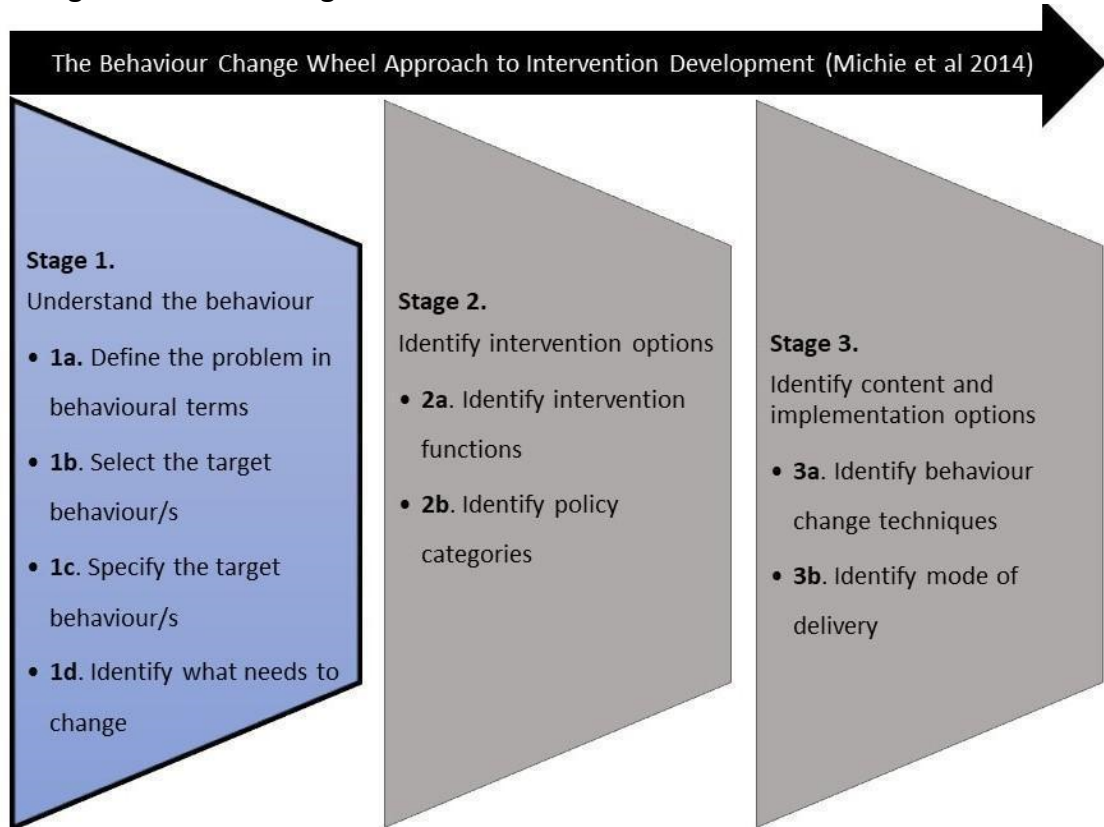 The Behaviour Change Wheel Approach to Intervention Development (Michie et al 2014)
Stage 1.
Understand the behaviour
• 1a. Define the problem in
behavioural terms
• 1b. Select the target
behaviour/s
• 1c. Specify the target
behaviour/s
• 1d. Identify what needs to
change
Stage 2.
Identify intervention options
• 2a. Identify intervention
functions
• 2b. Identify policy
categories
Stage 3.
Identify content and
implementation options
• 3a. Identify behaviour
change techniques
• 3b. Identify mode of
delivery